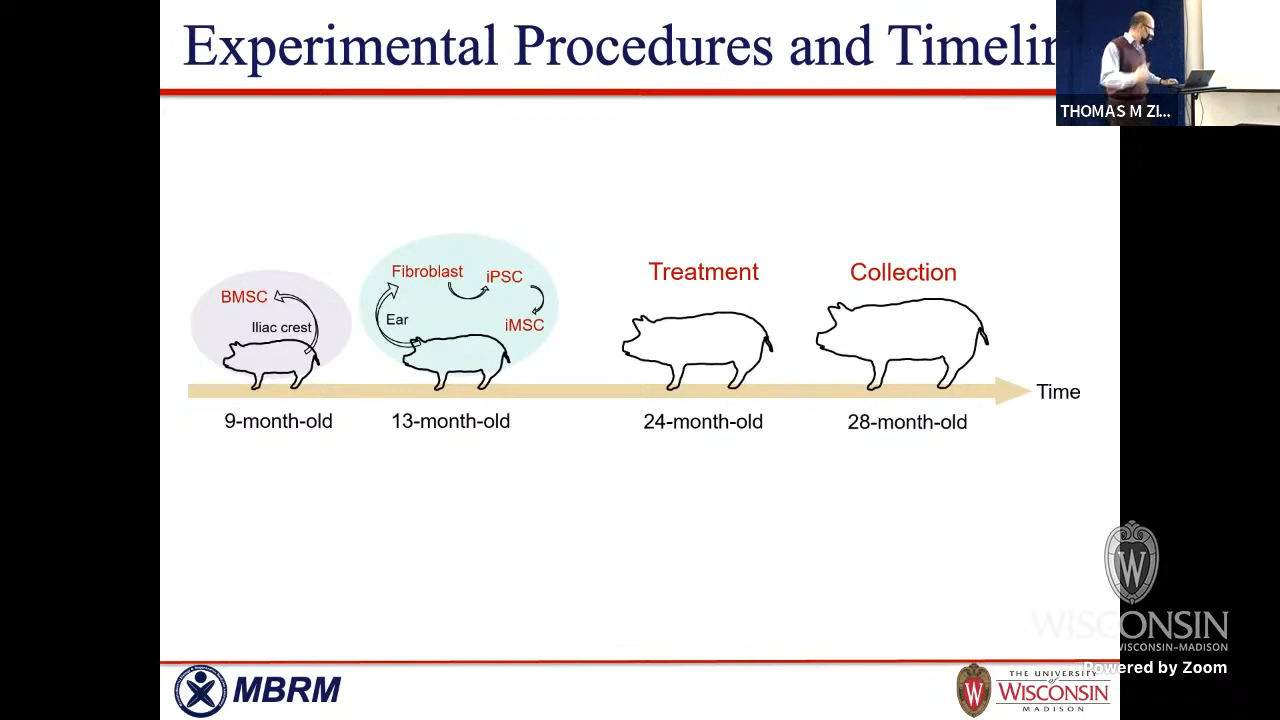 Experimental Procedures and Timelin
THOMAS M ZI...
BMSC
Iliac crest
Fibroblast
iPSC
iMSC
Ear
Treatment
Collection
Time
9-month-old
13-month-old
24-month-old
28-month-old
W
WISCONSIN
WISCONSIN-MADISON
Powered by Zoom
MBRM
W
THE UNIVERSITY
of
WISCONSIN
MADISON